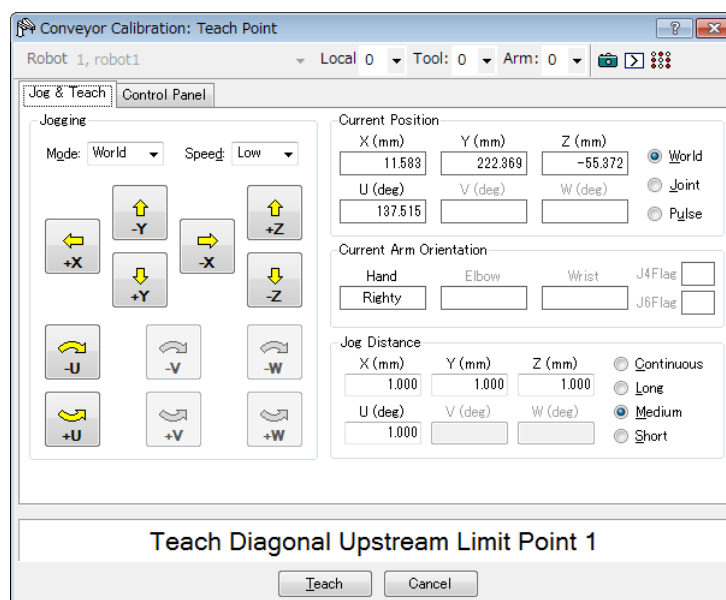 Conveyor Calibration: Teach Point
Robot 1, robot1 Local 0 Tool: 0 Arm: 0
Jog & Teach Control Panel
Jogging
Mode: World Speed: Low
-Y +Z
+X -X
+Y -Z
-U -V -W
+U +V +W
Current Position
X (mm) Y (mm) Z (mm)
11.583 222.369 -55.372
U (deg) V (deg) W (deg)
137.515
World
Joint
Pulse
Current Arm Orientation
Hand Elbow Wrist J4Flag
Righty J6Flag
Jog Distance
X (mm) Y (mm) Z (mm)
1.000 1.000 1.000
U (deg) V (deg) W (deg)
1.000
Continuous
Long
Medium
Short
Teach Diagonal Upstream Limit Point 1
Teach Cancel